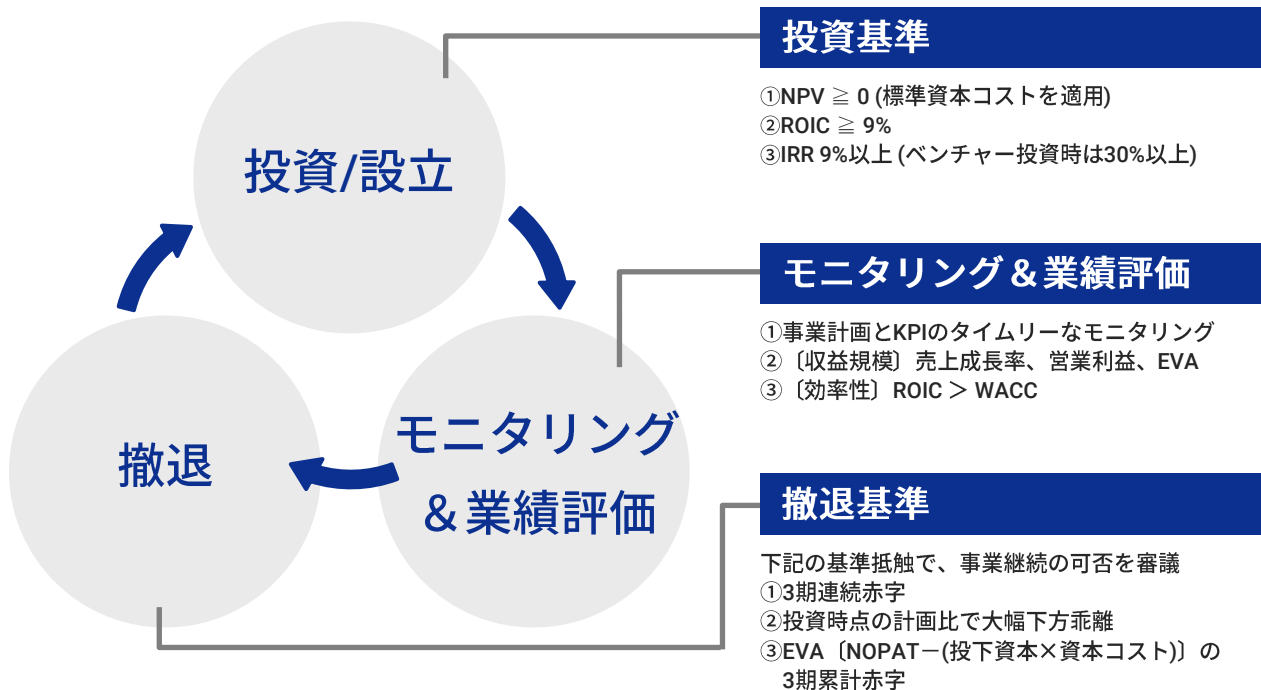 投資/設立
モニタリング
＆業績評価
撤退
投資基準
①NPV ≧ 0 (標準資本コストを適用)
②ROIC ≧ 9%
③IRR 9%以上 (ベンチャー投資時は30%以上)
モニタリング＆業績評価
①事業計画とKPIのタイムリーなモニタリング
②〔収益規模〕売上成長率、営業利益、EVA
③〔効率性〕ROIC ＞ WACC
撤退基準
下記の基準抵触で、事業継続の可否を審議
①3期連続赤字
②投資時点の計画比で大幅下方乖離
③EVA〔NOPAT－(投下資本×資本コスト)〕の
3期累計赤字